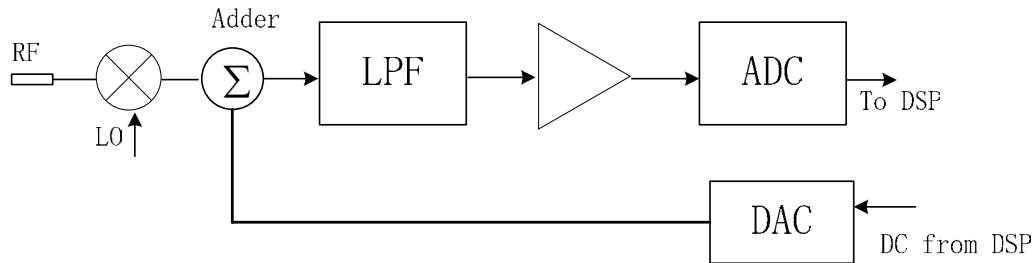 Adder
RF
Σ
LPF
ADC
To DSP
LO
DAC
DC from DSP